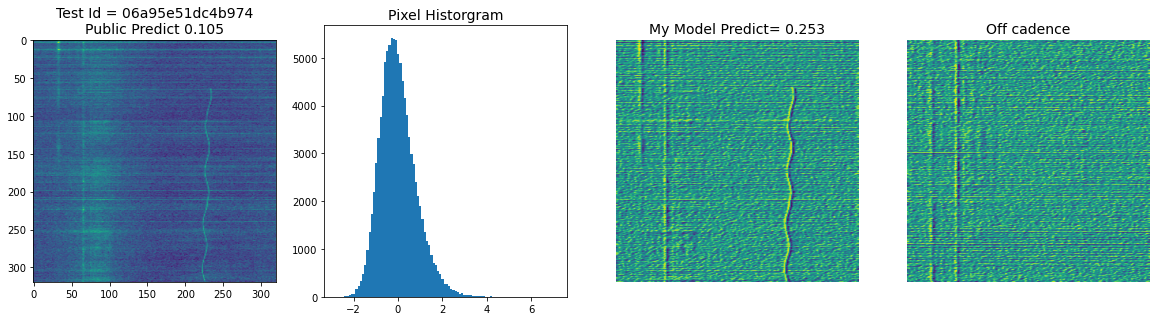 Test Id = 06a95e51dc4b974
Public Predict 0.105
0
50
100
150
200
250
300
0 50 100 150 200 250 300
Pixel Historgram
5000
4000
3000
2000
1000
0
−2 0 2 4 6
My Model Predict= 0.253
Off cadence